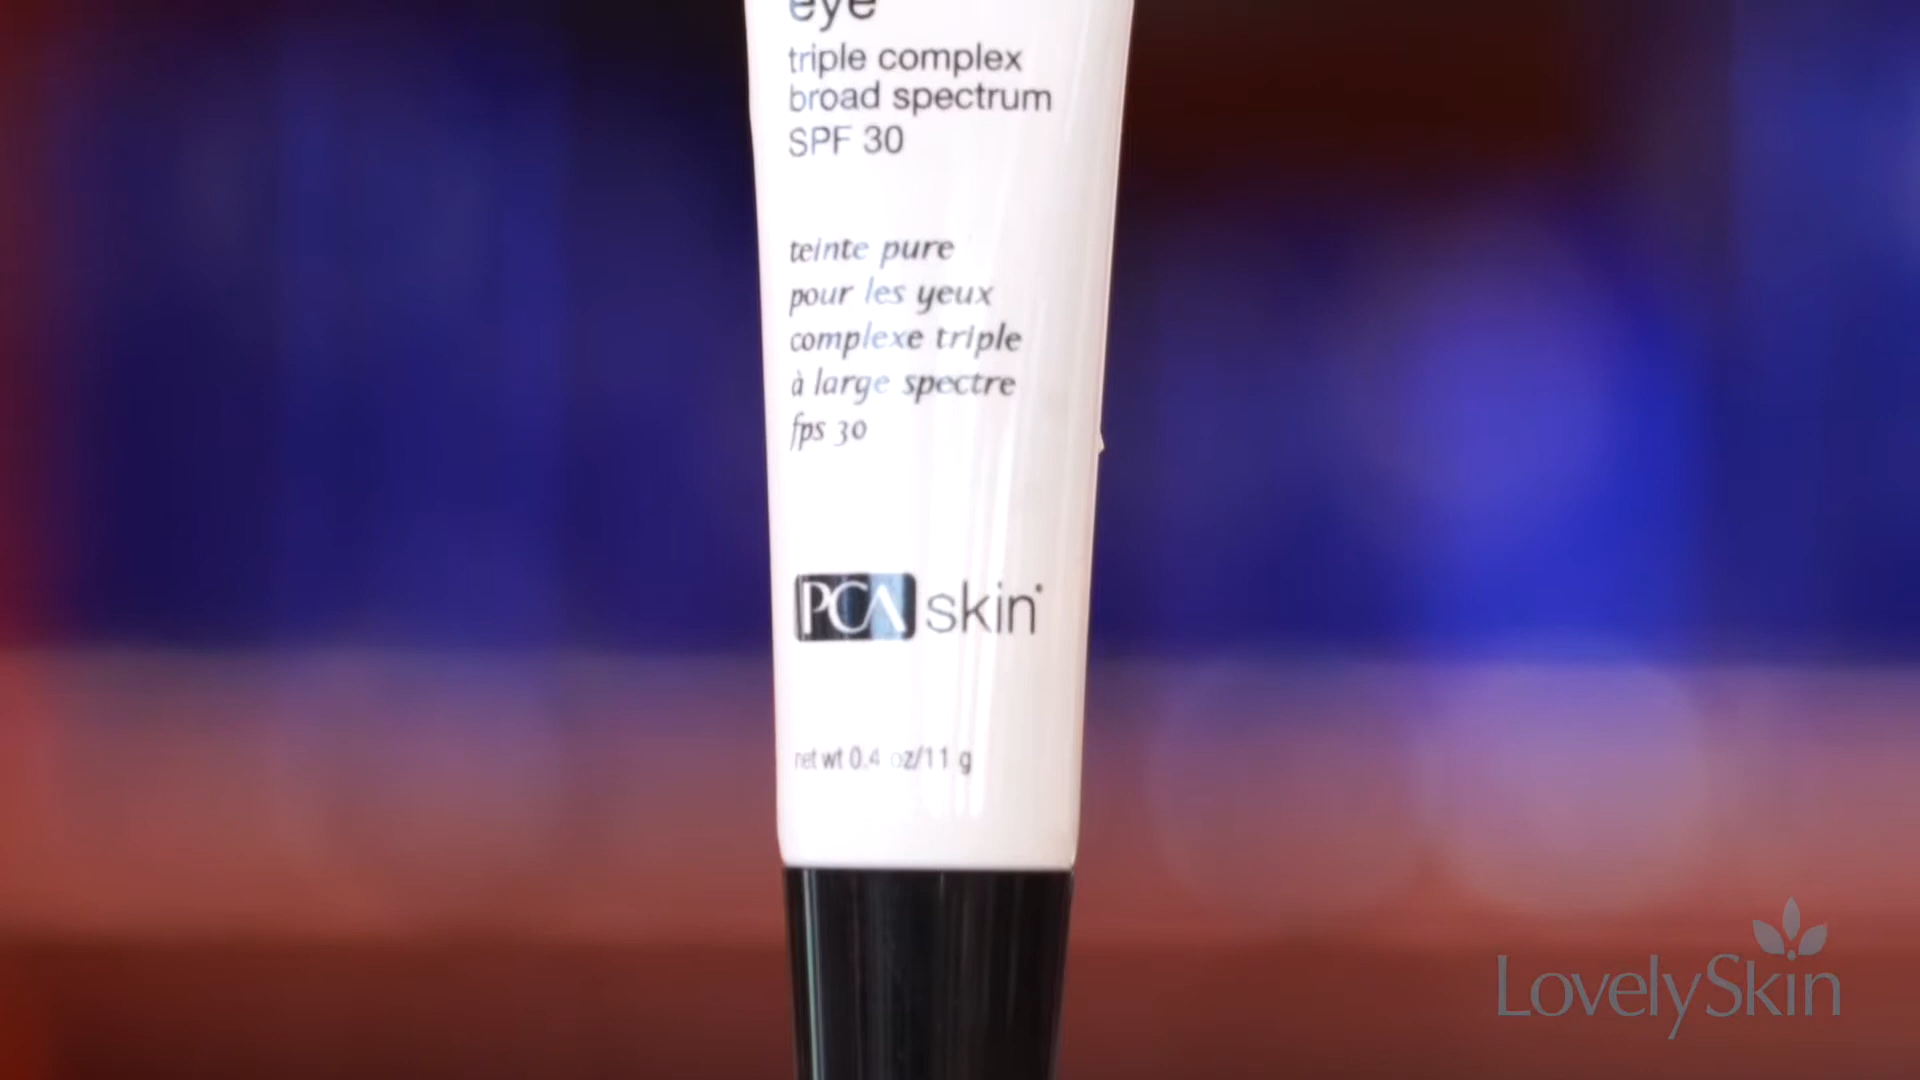 eye
triple complex
broad spectrum
SPF 30
teinte pure
pour les yeux
complexe triple
à large spectre
fps 30
PCA skin
net wt 0.4 oz/11 g
LovelySkin